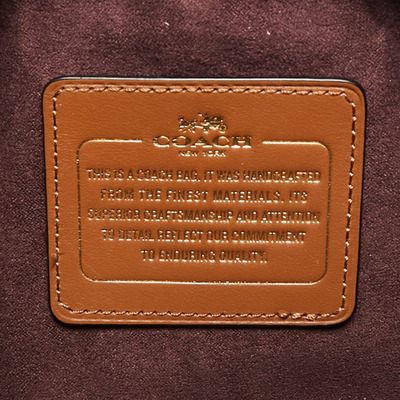 COACH
NEW YORK
THIS IS A COACH BAG. IT WAS HANDCRAFTED
FROM THE FINEST MATERIALS. ITS
SUPERIOR CRAFTSMANSHIP AND ATTENTION
TO DETAIL REFLECT OUR COMMITMENT
TO ENDURING QUALITY.